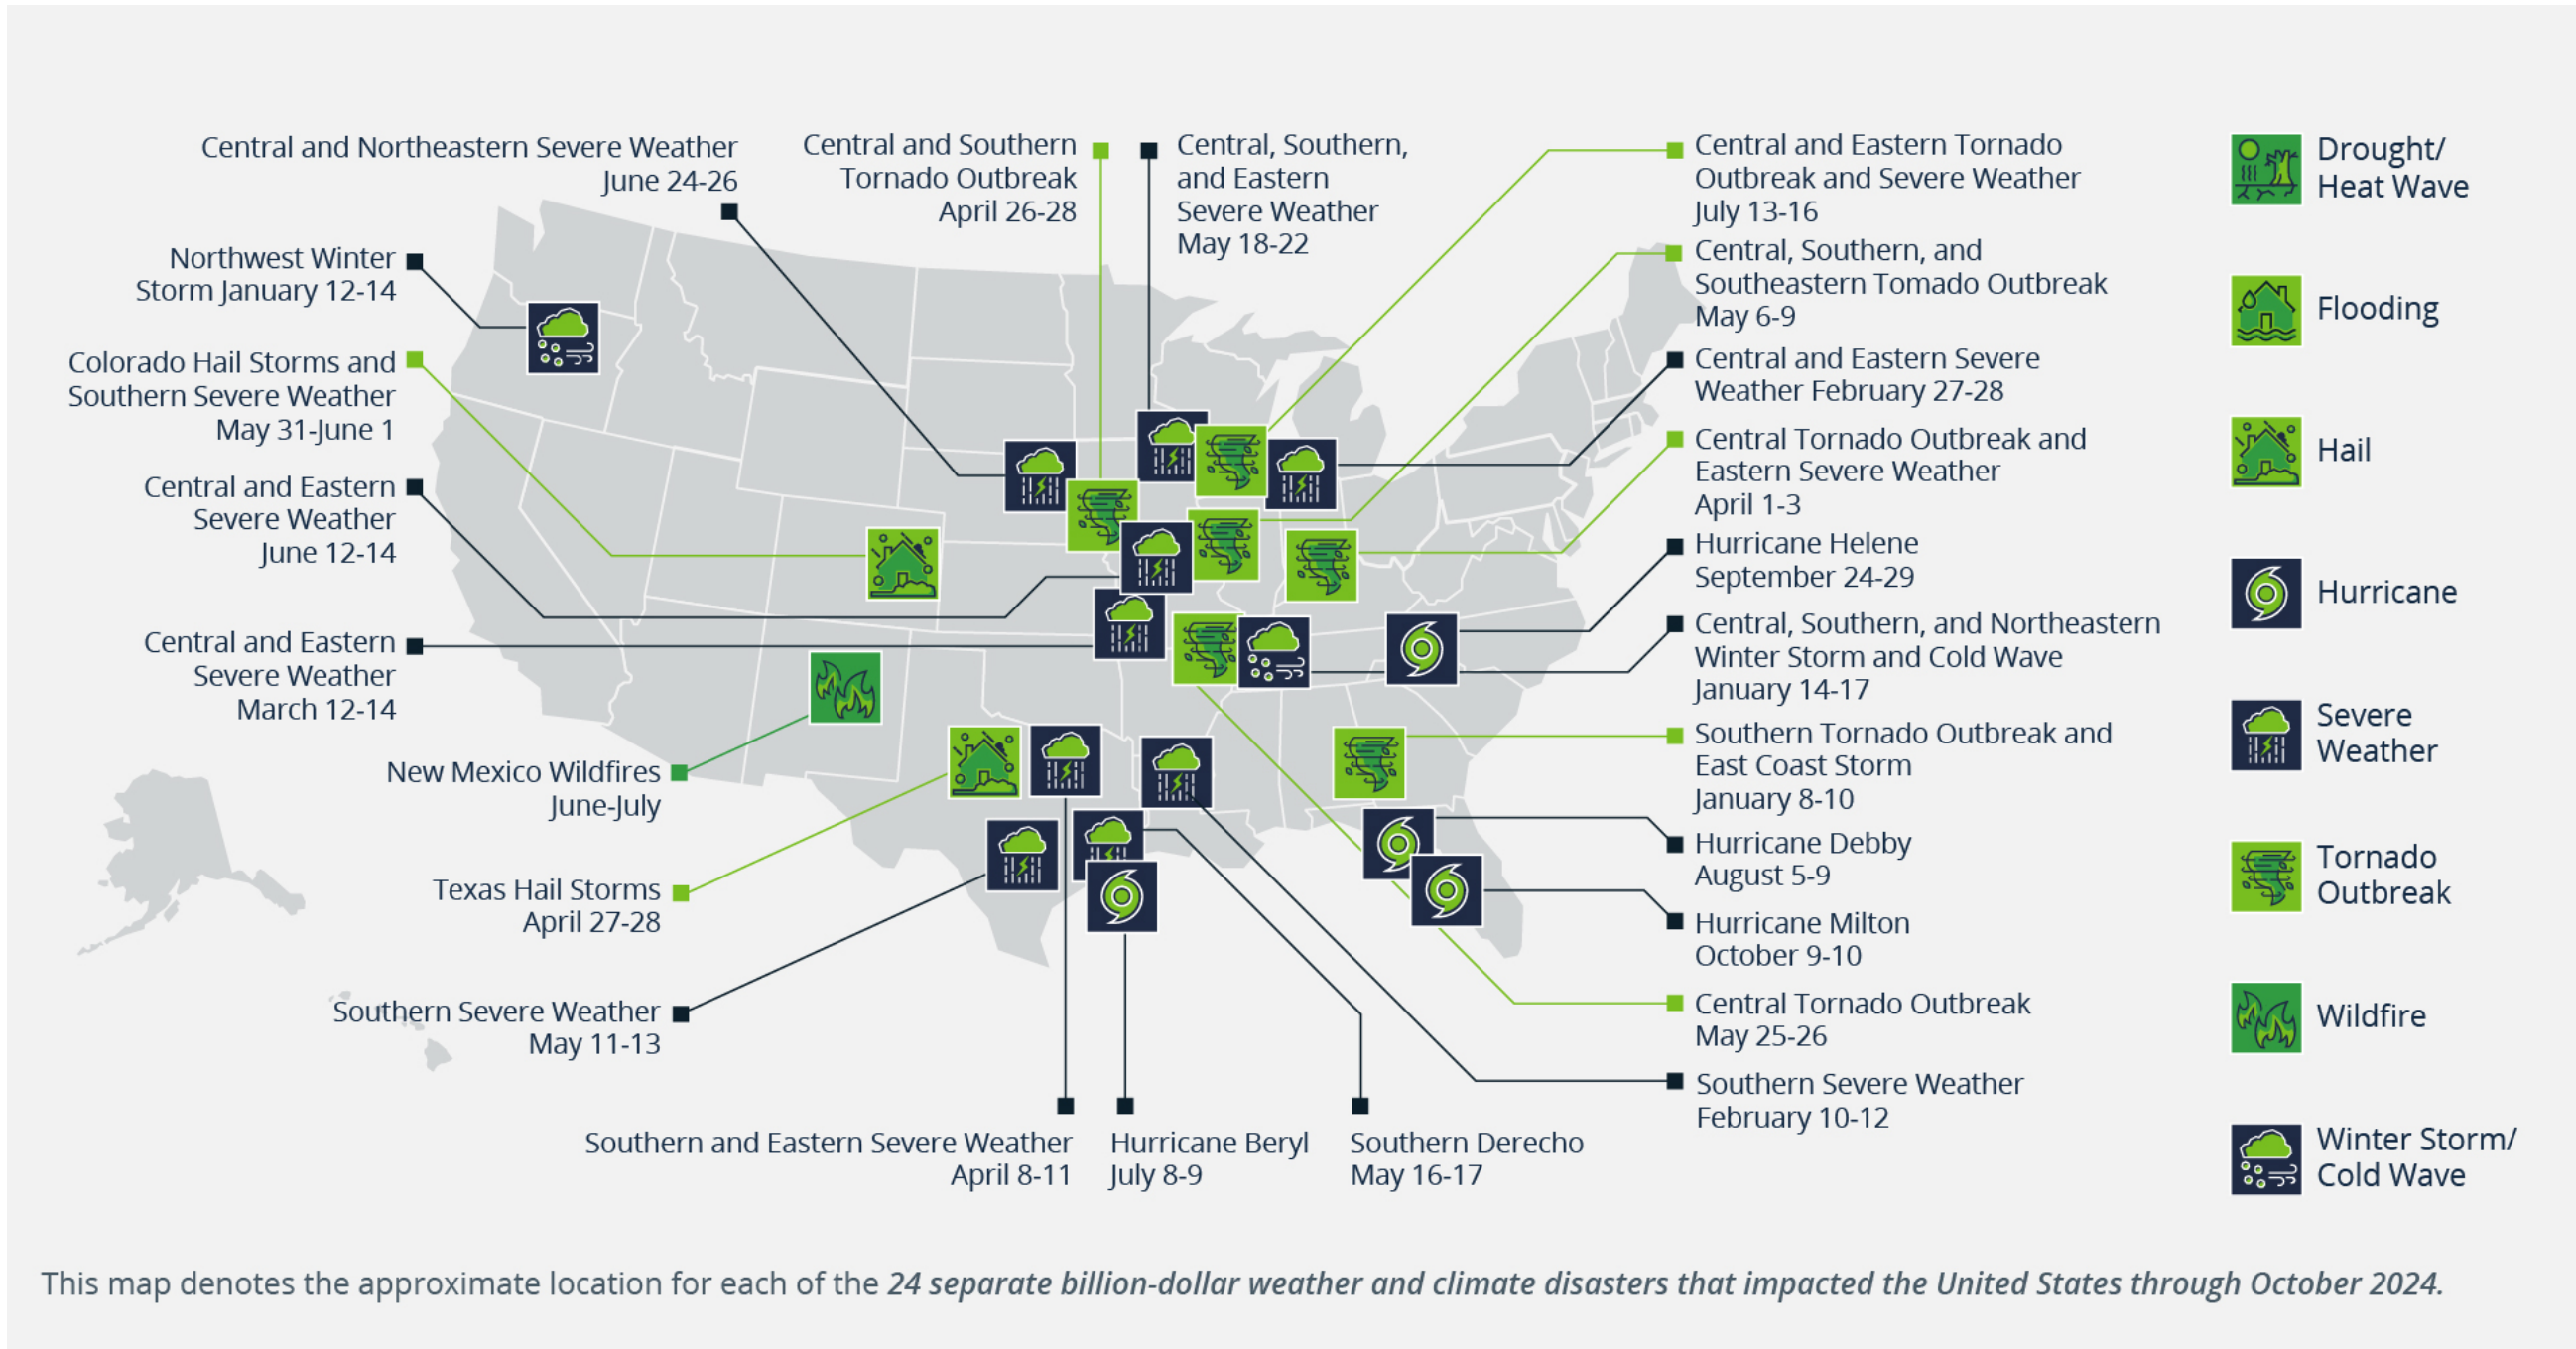 Central and Northeastern Severe Weather
June 24-26
Central and Southern
Tornado Outbreak
April 26-28
Central, Southern,
and Eastern
Severe Weather
May 18-22
Northwest Winter
Storm January 12-14
Colorado Hail Storms and
Southern Severe Weather
May 31-June 1
Central and Eastern
Severe Weather
June 12-14
Central and Eastern
Severe Weather
March 12-14
New Mexico Wildfires
June-July
Texas Hail Storms
April 27-28
Southern Severe Weather
May 11-13
Southern and Eastern Severe Weather
April 8-11
Hurricane Beryl
July 8-9
Southern Derecho
May 16-17
Central and Eastern Tornado
Outbreak and Severe Weather
July 13-16
Central, Southern, and
Southeastern Tomado Outbreak
May 6-9
Central and Eastern Severe
Weather February 27-28
Central Tornado Outbreak and
Eastern Severe Weather
April 1-3
Hurricane Helene
September 24-29
Central, Southern, and Northeastern
Winter Storm and Cold Wave
January 14-17
Southern Tornado Outbreak and
East Coast Storm
January 8-10
Hurricane Debby
August 5-9
Hurricane Milton
October 9-10
Central Tornado Outbreak
May 25-26
Southern Severe Weather
February 10-12
Drought/
Heat Wave
Flooding
Hail
Hurricane
Severe
Weather
Tornado
Outbreak
Wildfire
Winter Storm/
Cold Wave
This map denotes the approximate location for each of the 24 separate billion-dollar weather and climate disasters that impacted the United States through October 2024.